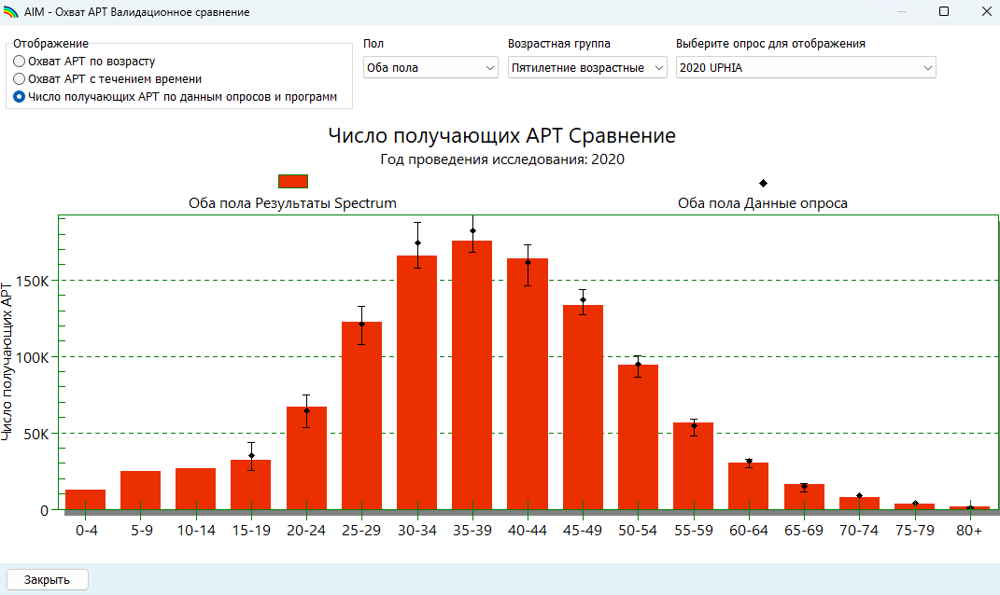 AIM - Охват АРТ Валидационное сравнение
Отображение
Охват АРТ по возрасту
Охват АРТ с течением времени
Число получающих АРТ по данным опросов и программ
Пол
Оба пола
Возрастная группа
Пятилетние возрастные
Выберите опрос для отображения
2020 UPHIA
Число получающих АРТ Сравнение
Год проведения исследования: 2020
Оба пола Результаты Spectrum
Оба пола Данные опроса
Число получающих АРТ
150K
100K
50K
0
0-4 5-9 10-14 15-19 20-24 25-29 30-34 35-39 40-44 45-49 50-54 55-59 60-64 65-69 70-74 75-79 80+
Закрыть